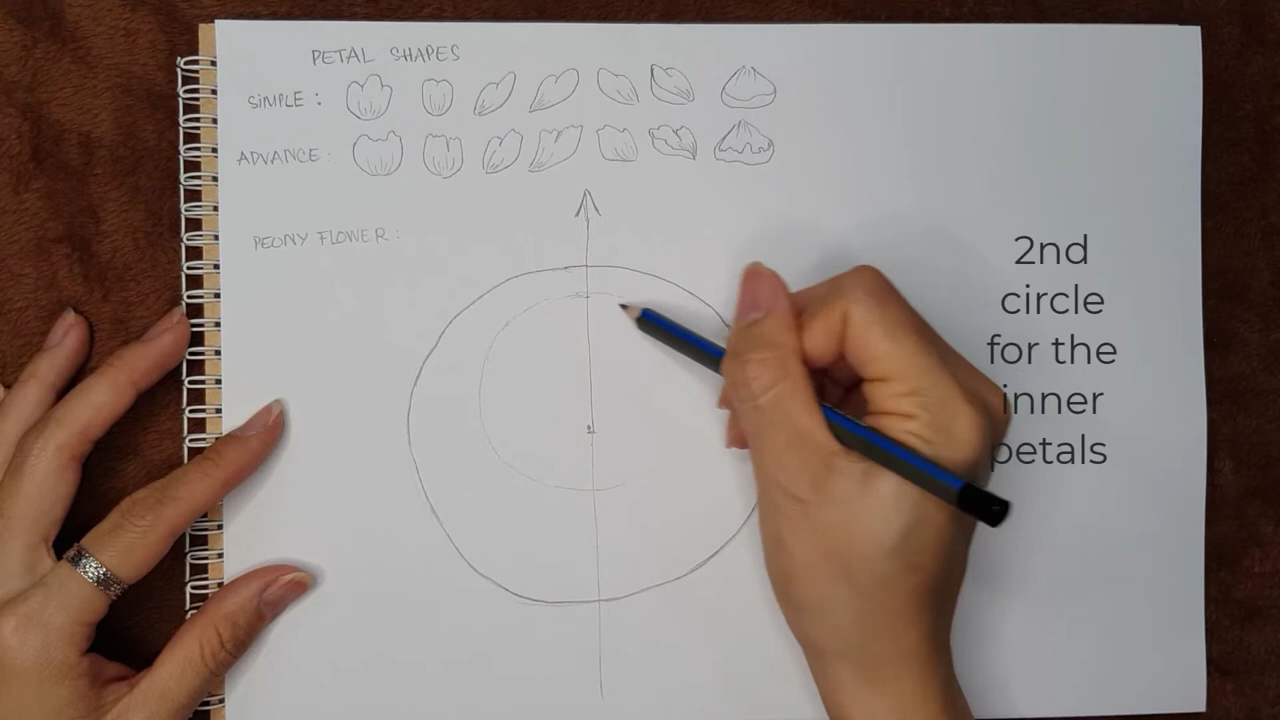 PETAL SHAPES
SIMPLE :
ADVANCE :
PEONY FLOWER :
2nd
circle
for the
inner
petals